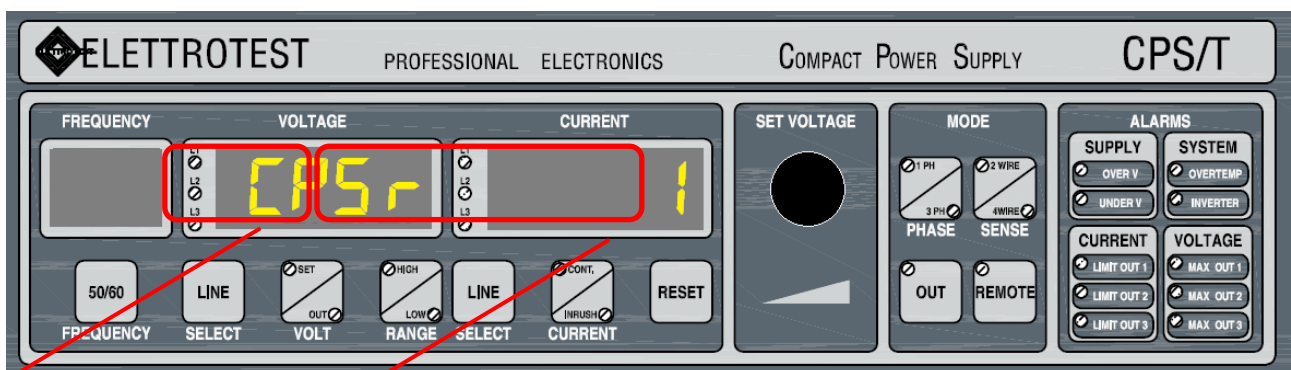 ELETTROTEST PROFESSIONAL ELECTRONICS COMPACT POWER SUPPLY CPS/T
FREQUENCY VOLTAGE CURRENT SET VOLTAGE MODE ALARMS
SUPPLY SYSTEM
OVER V OVERTEMP
UNDER V INVERTER
L1 L1
L2 L2
L3 L3
CPSr 1
1 PH 2 WIRE
3 PH 4WIRE
PHASE SENSE
CURRENT VOLTAGE
LIMIT OUT 1 MAX OUT 1
LIMIT OUT 2 MAX OUT 2
LIMIT OUT 3 MAX OUT 3
50/60 LINE SET HIGH LINE CONT, RESET OUT REMOTE
OUT LOW INRUSH
FREQUENCY SELECT VOLT RANGE SELECT CURRENT